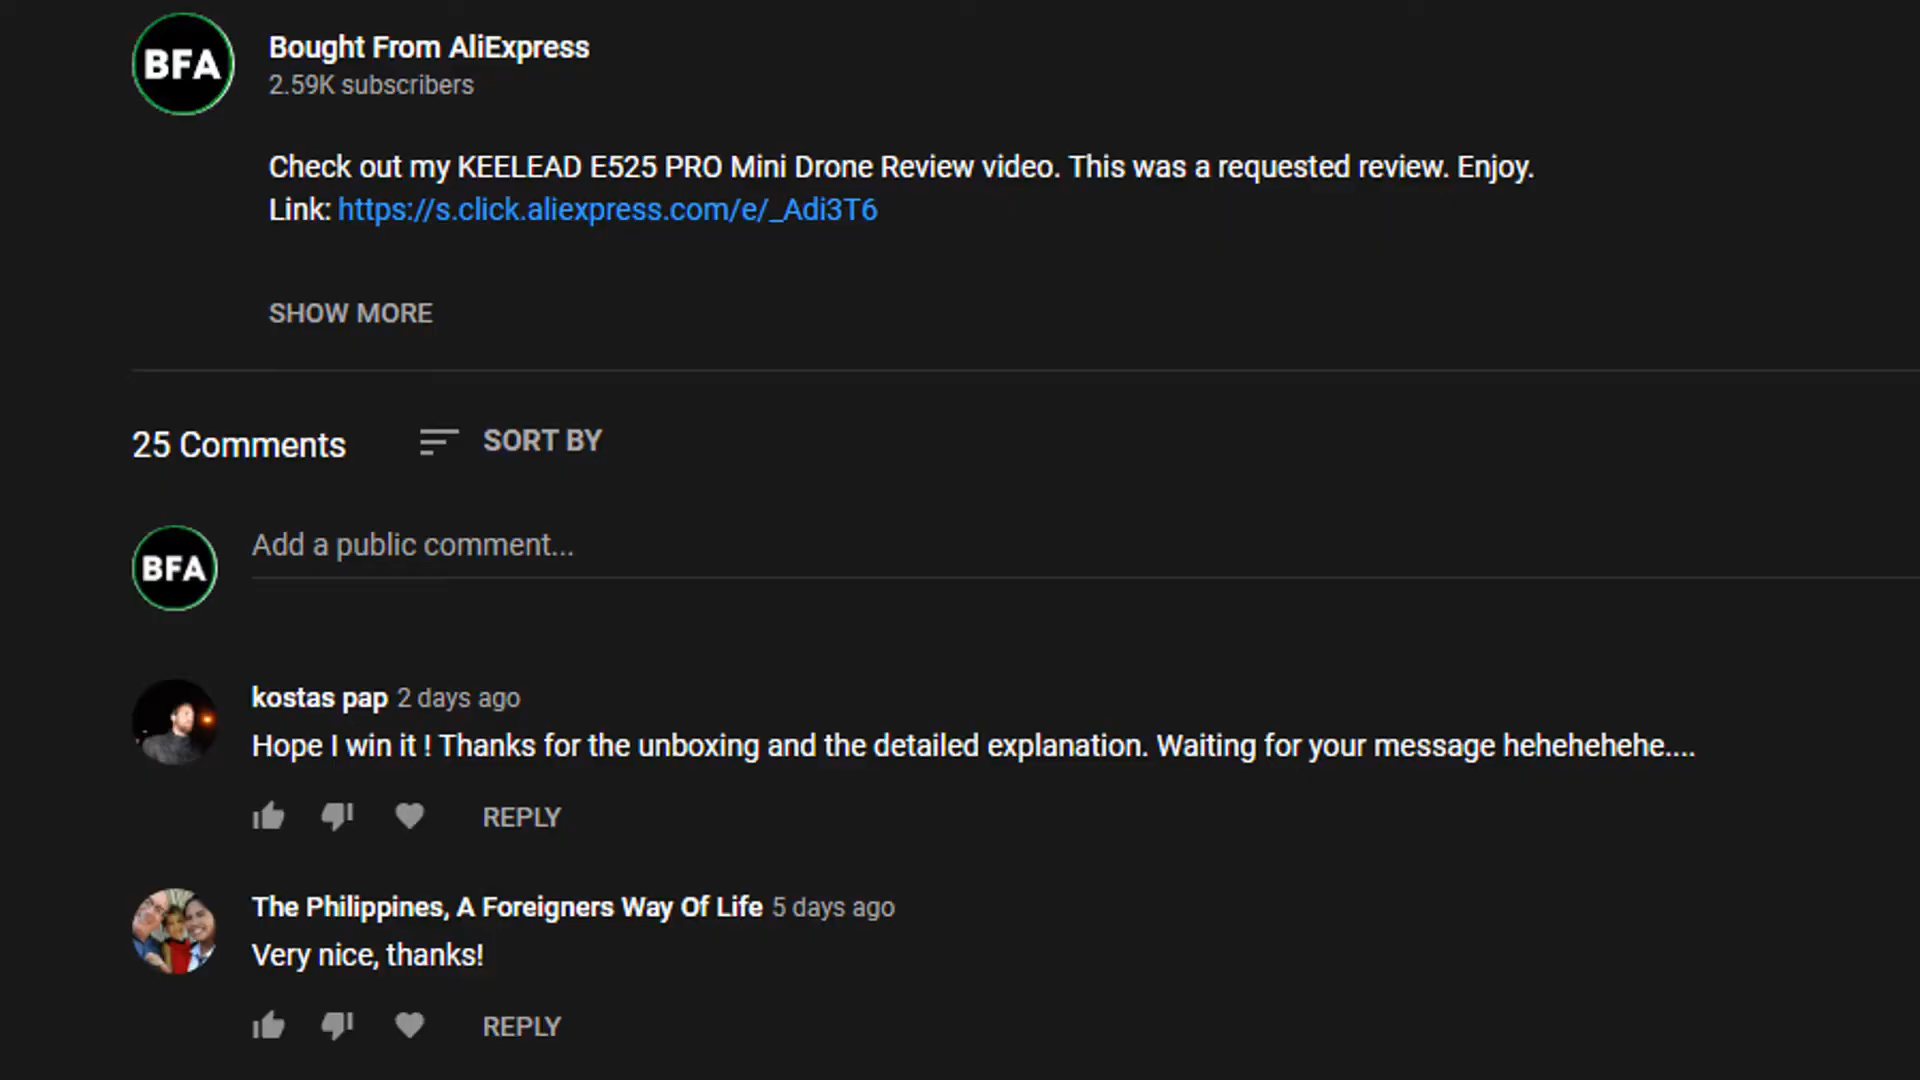 BFA
Bought From AliExpress
2.59K subscribers
Check out my KEELEAD E525 PRO Mini Drone Review video. This was a requested review. Enjoy.
Link: https://s.click.aliexpress.com/e/_Adi3T6
SHOW MORE
25 Comments SORT BY
BFA
Add a public comment...
kostas pap 2 days ago
Hope I win it ! Thanks for the unboxing and the detailed explanation. Waiting for your message hehehehehe....
REPLY
The Philippines, A Foreigners Way Of Life 5 days ago
Very nice, thanks!
REPLY